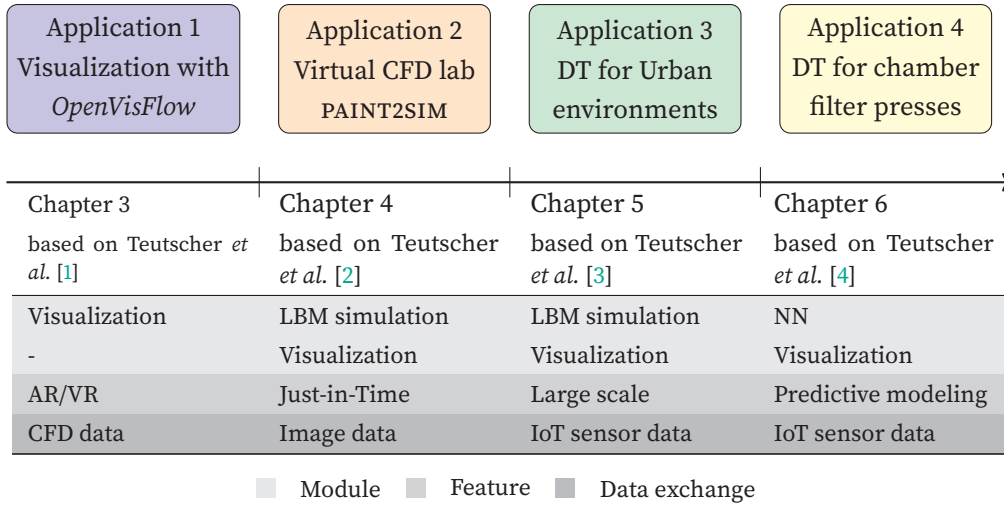 Application 1
Visualization with
OpenVisFlow
Application 2
Virtual CFD lab
PAINT2SIM
Application 3
DT for Urban
environments
Application 4
DT for chamber
filter presses
Chapter 3
based on Teutscher et
al. [1]
Chapter 4
based on Teutscher
et al. [2]
Chapter 5
based on Teutscher
et al. [3]
Chapter 6
based on Teutscher
et al. [4]
Visualization LBM simulation LBM simulation NN
- Visualization Visualization Visualization
AR/VR Just-in-Time Large scale Predictive modeling
CFD data Image data IoT sensor data IoT sensor data
Module Feature Data exchange